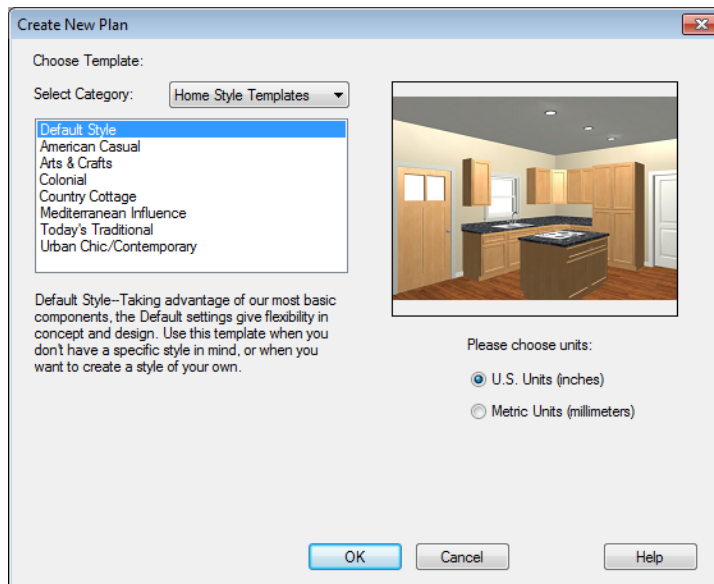 Create New Plan
Choose Template:
Select Category:
Home Style Templates
Default Style
American Casual
Arts & Crafts
Colonial
Country Cottage
Mediterranean Influence
Today's Traditional
Urban Chic/Contemporary
Default Style--Taking advantage of our most basic
components, the Default settings give flexibility in
concept and design. Use this template when you
don't have a specific style in mind, or when you
want to create a style of your own.
Please choose units:
U.S. Units (inches)
Metric Units (millimeters)
OK
Cancel
Help